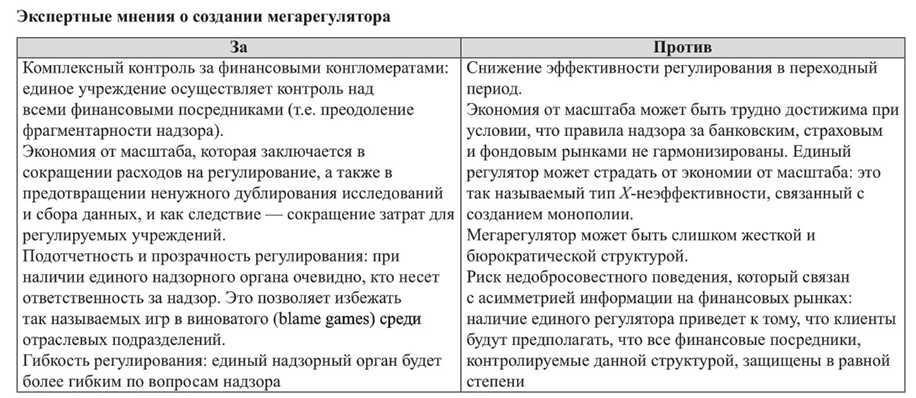 Экспертные мнения о создании мегарегулятора
За
Комплексный контроль за финансовыми конгломератами:
единое учреждение осуществляет контроль над
всеми финансовыми посредниками (т.е. преодоление
фрагментарности надзора).
Экономия от масштаба, которая заключается в
сокращении расходов на регулирование, а также в
предотвращении ненужного дублирования исследований
и сбора данных, и как следствие — сокращение затрат для
регулируемых учреждений.
Подотчетность и прозрачность регулирования: при
наличии единого надзорного органа очевидно, кто несет
ответственность за надзор. Это позволяет избежать
так называемых игр в виноватого (blame games) среди
отраслевых подразделений.
Гибкость регулирования: единый надзорный орган будет
более гибким по вопросам надзора
Против
Снижение эффективности регулирования в переходный
период.
Экономия от масштаба может быть трудно достижима при
условии, что правила надзора за банковским, страховым
и фондовым рынками не гармонизированы. Единый
регулятор может страдать от экономии от масштаба: это
так называемый тип X-неэффективности, связанный с
созданием монополии.
Мегарегулятор может быть слишком жесткой и
бюрократической структурой.
Риск недобросовестного поведения, который связан
с асимметрией информации на финансовых рынках:
наличие единого регулятора приведет к тому, что клиенты
будут предполагать, что все финансовые посредники,
контролируемые данной структурой, защищены в равной
степени